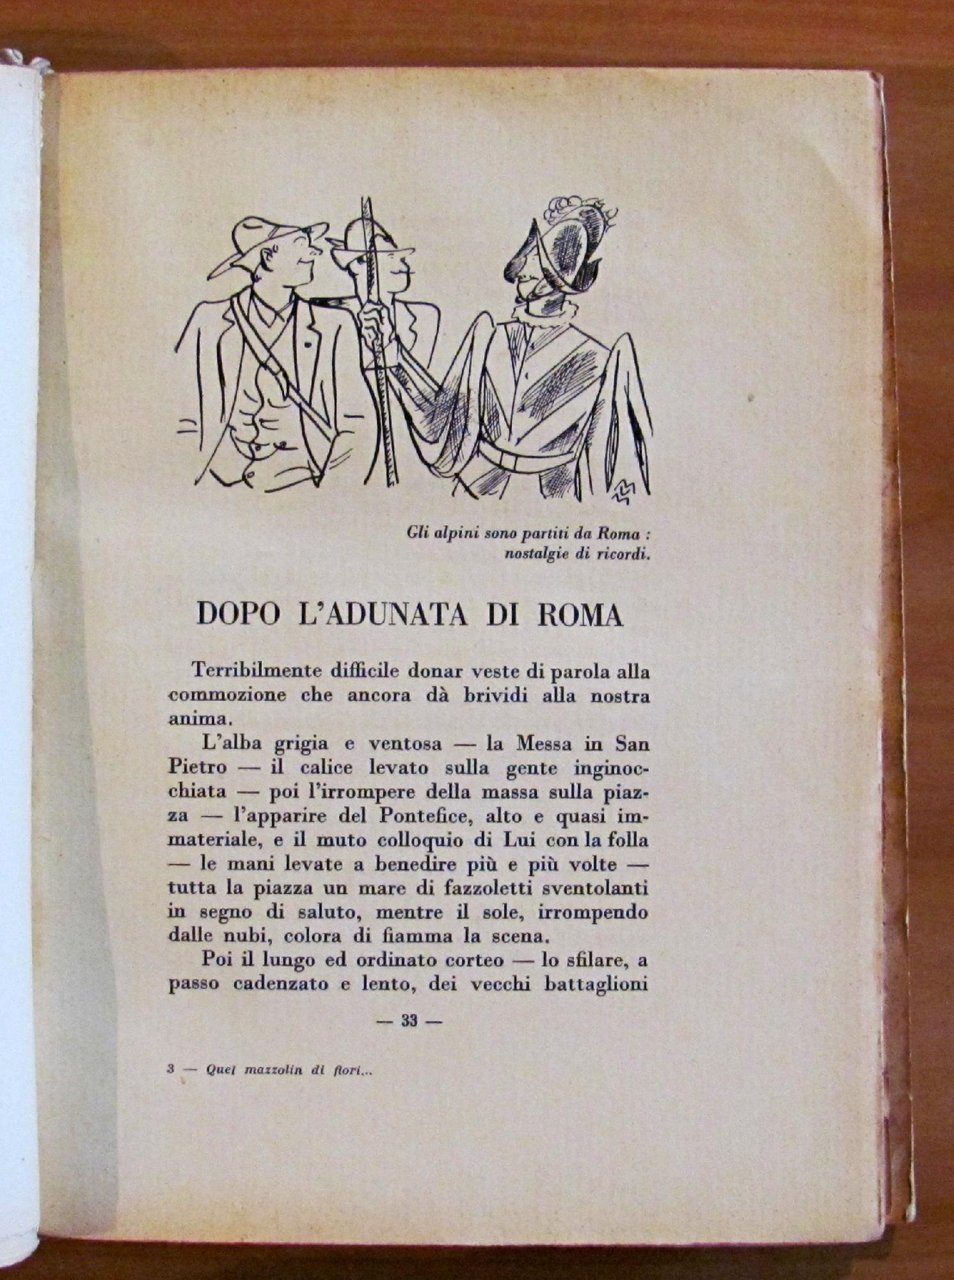 Gli alpini sono partiti da Roma :
nostalgie di ricordi.
DOPO L'ADUNATA DI ROMA
Terribilmente difficile donar veste di parola alla
commozione che ancora dà brividi alla nostra
anima.
L'alba grigia e ventosa — la Messa in San
Pietro — il calice levato sulla gente inginoc-
chiata — poi l'irrompere della massa sulla piaz-
za — l'apparire del Pontefice, alto e quasi im-
materiale, e il muto colloquio di Lui con la folla
— le mani levate a benedire più e più volte —
tutta la piazza un mare di fazzoletti sventolanti
in segno di saluto, mentre il sole, irrompendo
dalle nubi, colora di fiamma la scena.
Poi il lungo ed ordinato corteo — lo sfilare, a
passo cadenzato e lento, dei vecchi battaglioni
— 33 —
3 — Quel mazzolin di fiori...